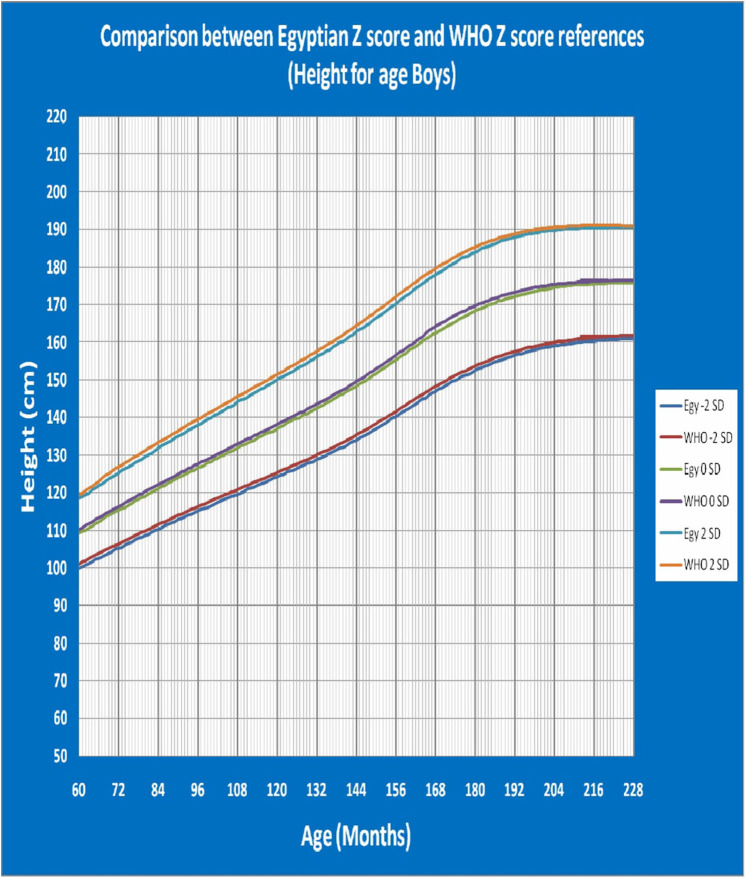 Comparison between Egyptian Z score and WHO Z score references
(Height for age Boys)
220
210
200
190
180
170
160
150
140
130
120
110
100
90
80
70
60
50
Height (cm)
Egy -2 SD
WHO -2 SD
Egy 0 SD
WHO 0 SD
Egy 2 SD
WHO 2 SD
60 72 84 96 108 120 132 144 156 168 180 192 204 216 228
Age (Months)